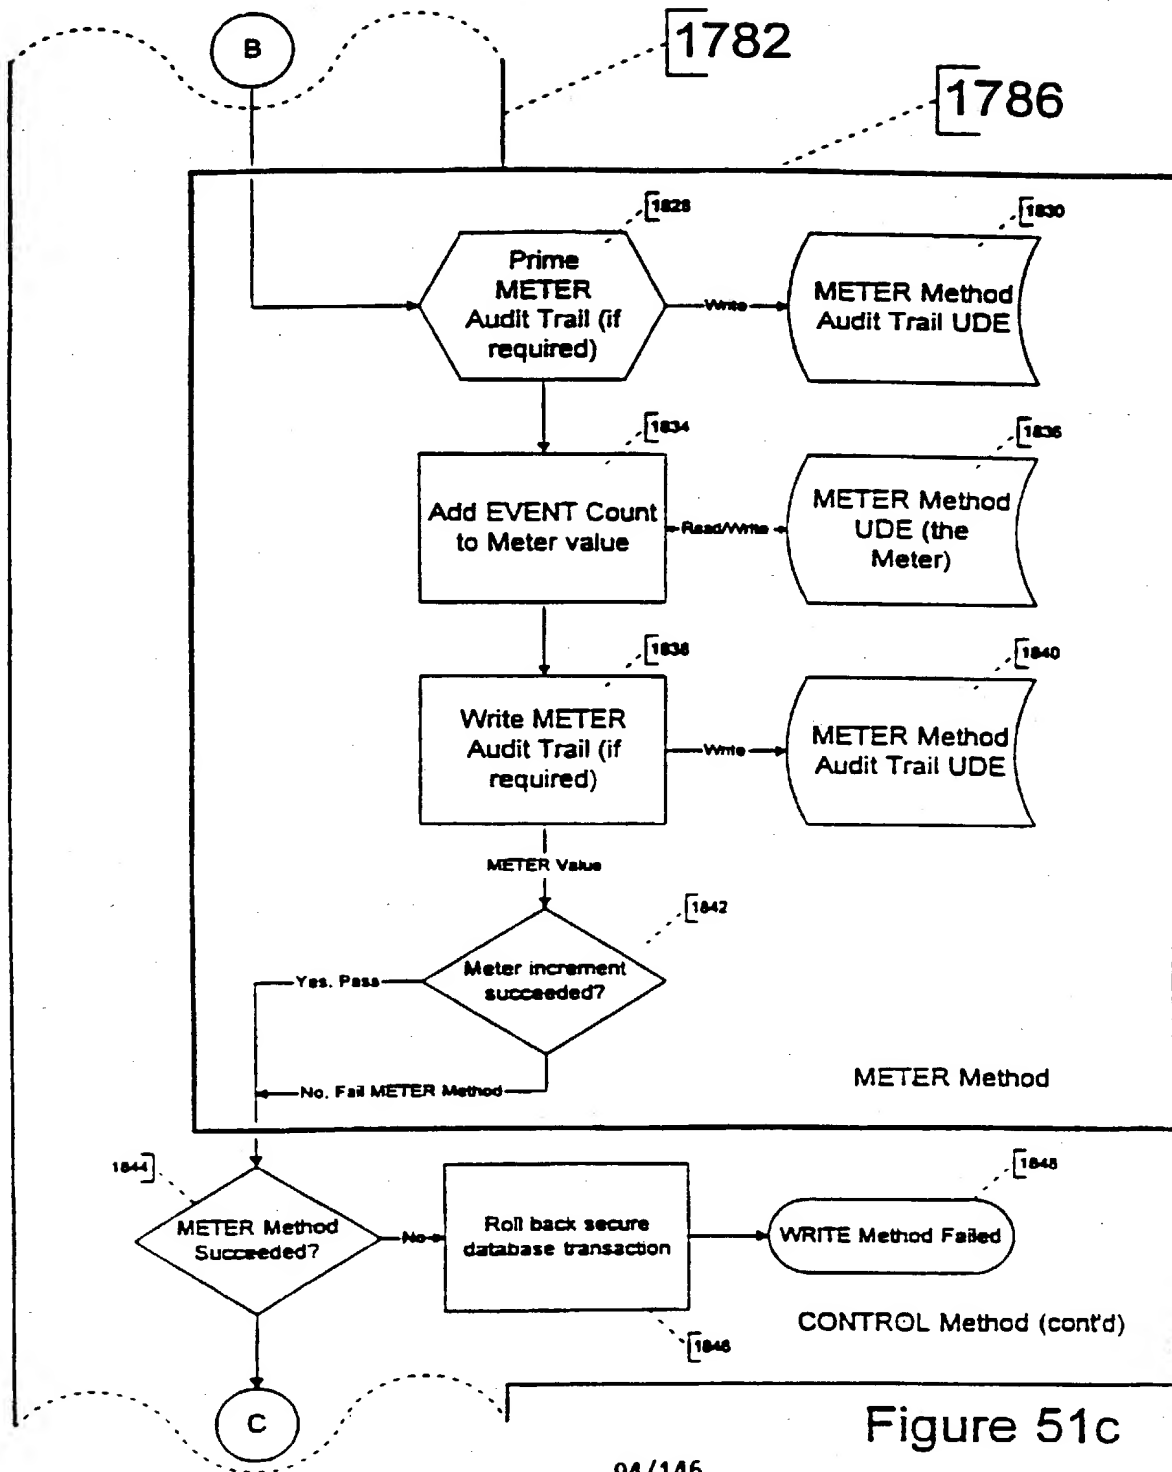 B
1782
1786
1828
1830
Prime
METER
Audit Trail (if
required)
Write
METER Method
Audit Trail UDE
1834
1836
Add EVENT Count
to Meter value
Read/Write
METER Method
UDE (the
Meter)
1838
1840
Write METER
Audit Trail (if
required)
Write
METER Method
Audit Trail UDE
METER Value
1842
Meter increment
succeeded?
Yes, Pass
No, Fail METER Method
METER Method
1844
1848
METER Method
Succeeded?
No
Roll back secure
database transaction
WRITE Method Failed
CONTROL Method (cont'd)
1846
C
Figure 51c
94/146